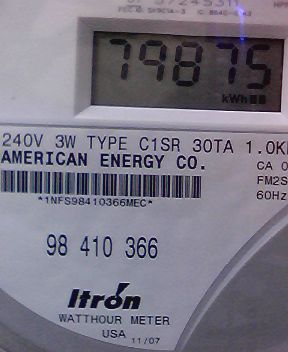 79875
kWh
240V 3W TYPE C1SR 30TA 1.0K
AMERICAN ENERGY CO.
CA 0
FM2S
*1NFS98410366MEC*
60Hz
98 410 366
Itrón
WATTHOUR METER
USA 11/07